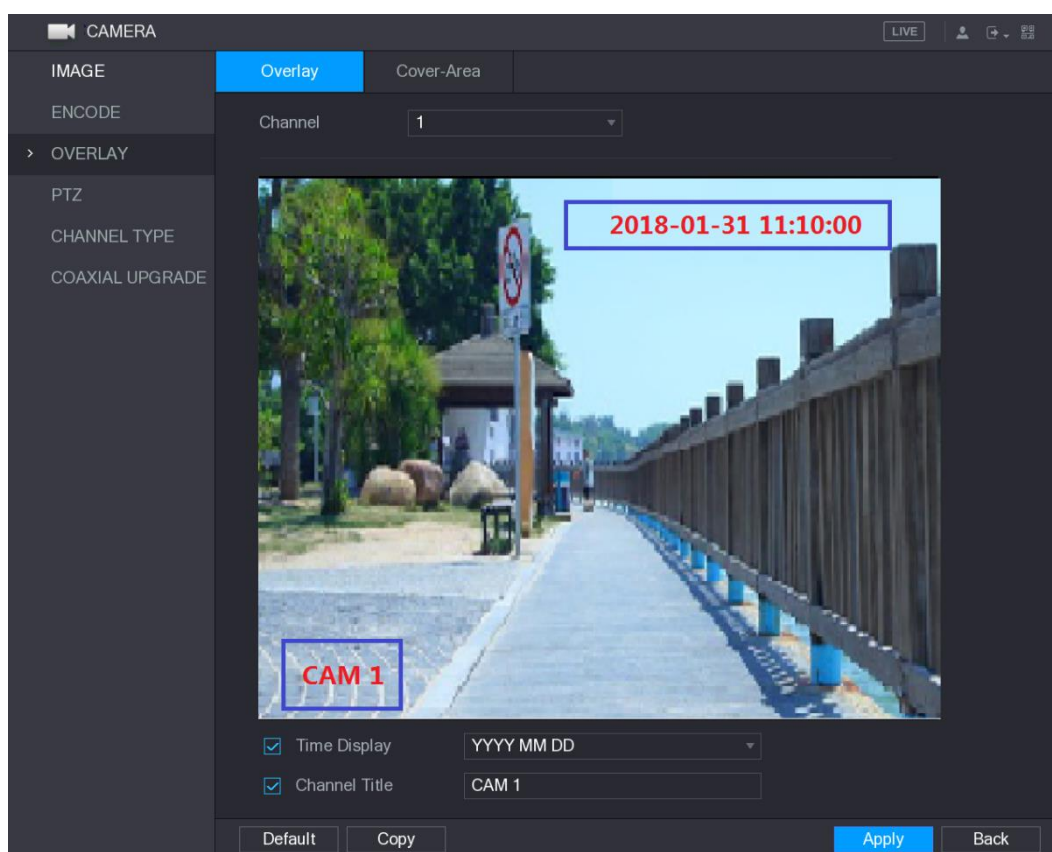 CAMERA
LIVE
IMAGE
ENCODE
OVERLAY
PTZ
CHANNEL TYPE
COAXIAL UPGRADE
Overlay
Cover-Area
Channel
1
2018-01-31 11:10:00
CAM 1
Time Display
YYYY MM DD
Channel Title
CAM 1
Default
Copy
Apply
Back